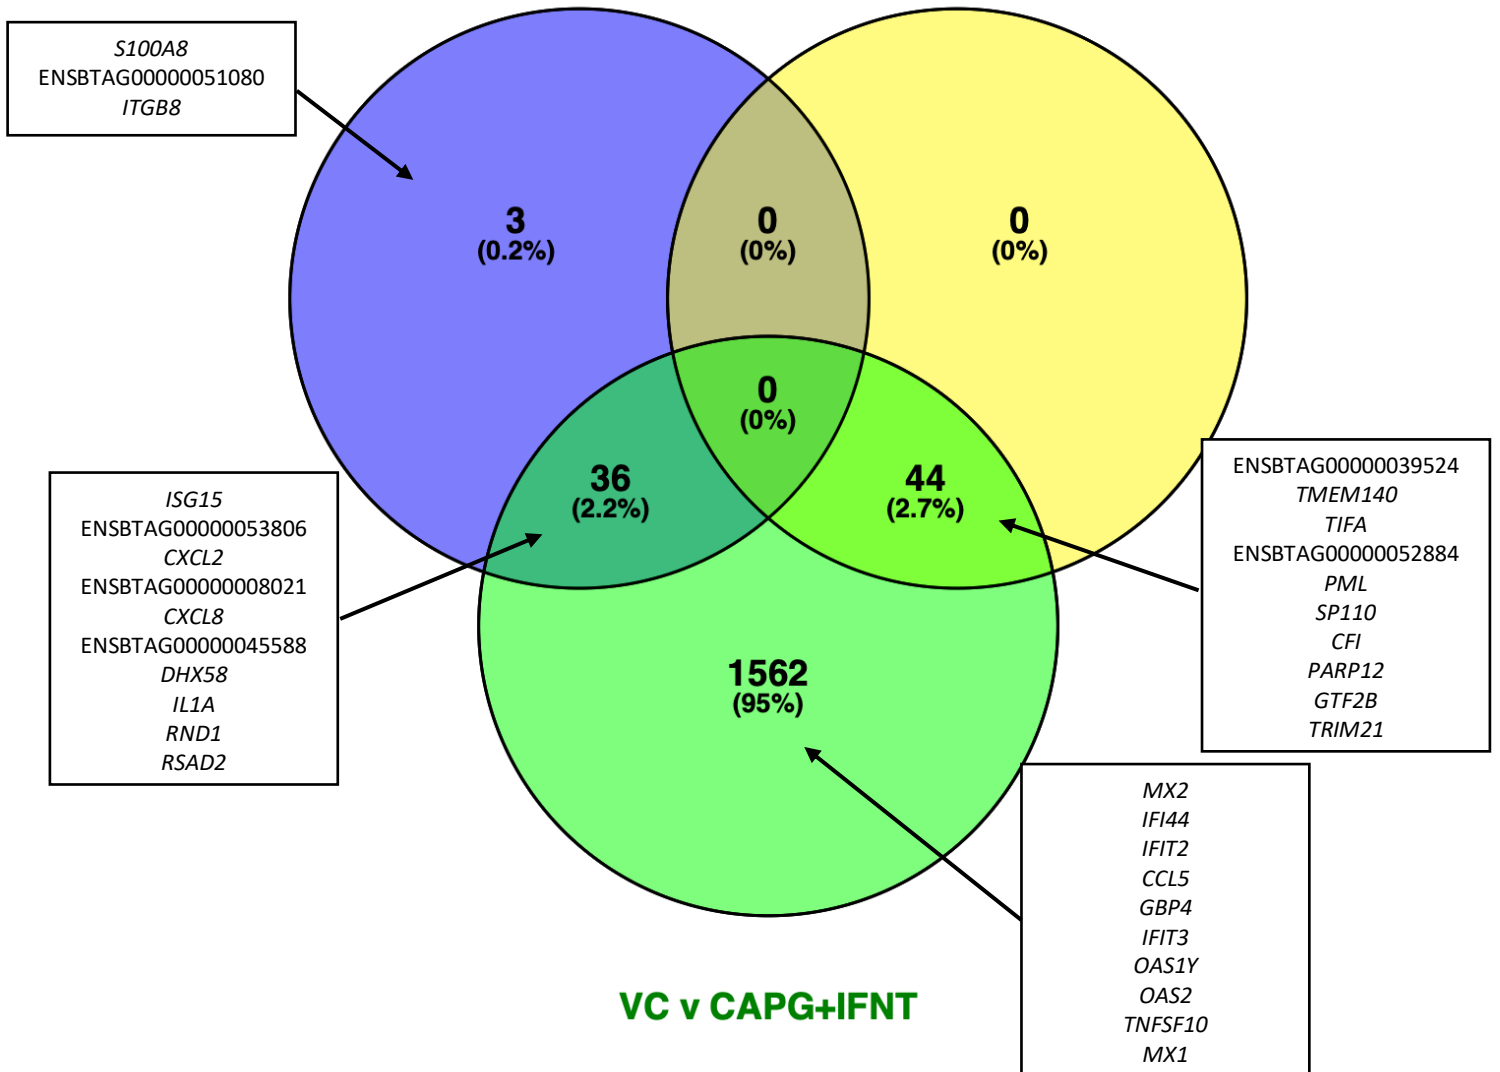 S100A8
ENSBTAG00000051080
ITGB8
3
(0.2%)
0
(0%)
0
(0%)
0
(0%)
36
(2.2%)
44
(2.7%)
ISG15
ENSBTAG00000053806
CXCL2
ENSBTAG00000008021
CXCL8
ENSBTAG00000045588
DHX58
IL1A
RND1
RSAD2
ENSBTAG00000039524
TMEM140
TIFA
ENSBTAG00000052884
PML
SP110
CFI
PARP12
GTF2B
TRIM21
1562
(95%)
MX2
IFI44
IFIT2
CCL5
GBP4
IFIT3
OAS1Y
OAS2
TNFSF10
MX1
VC v CAPG+IFNT